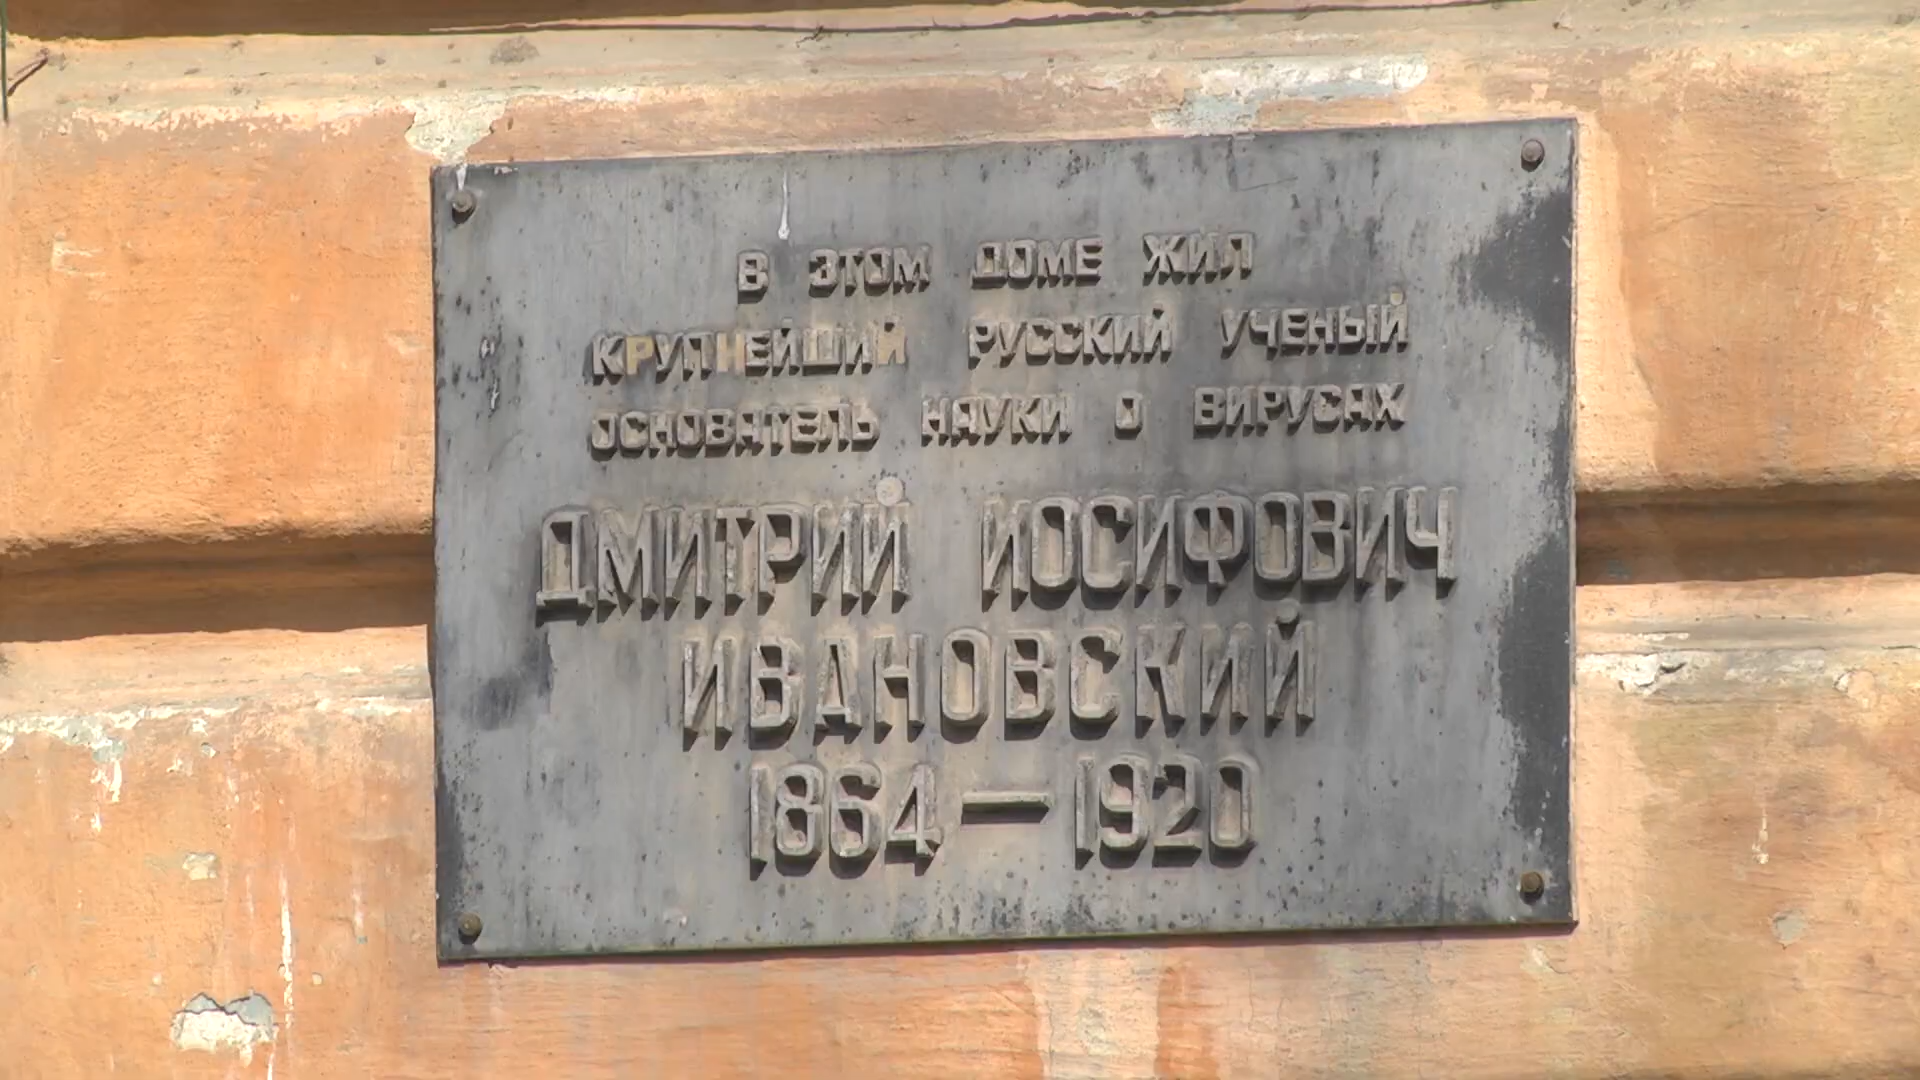 В ЭТОМ ДОМЕ ЖИЛ
КРУПНЕЙШИЙ РУССКИЙ УЧЕНЫЙ
ОСНОВАТЕЛЬ НАУКИ О ВИРУСАХ
ДМИТРИЙ ИОСИФОВИЧ
ИВАНОВСКИЙ
1864 — 1920